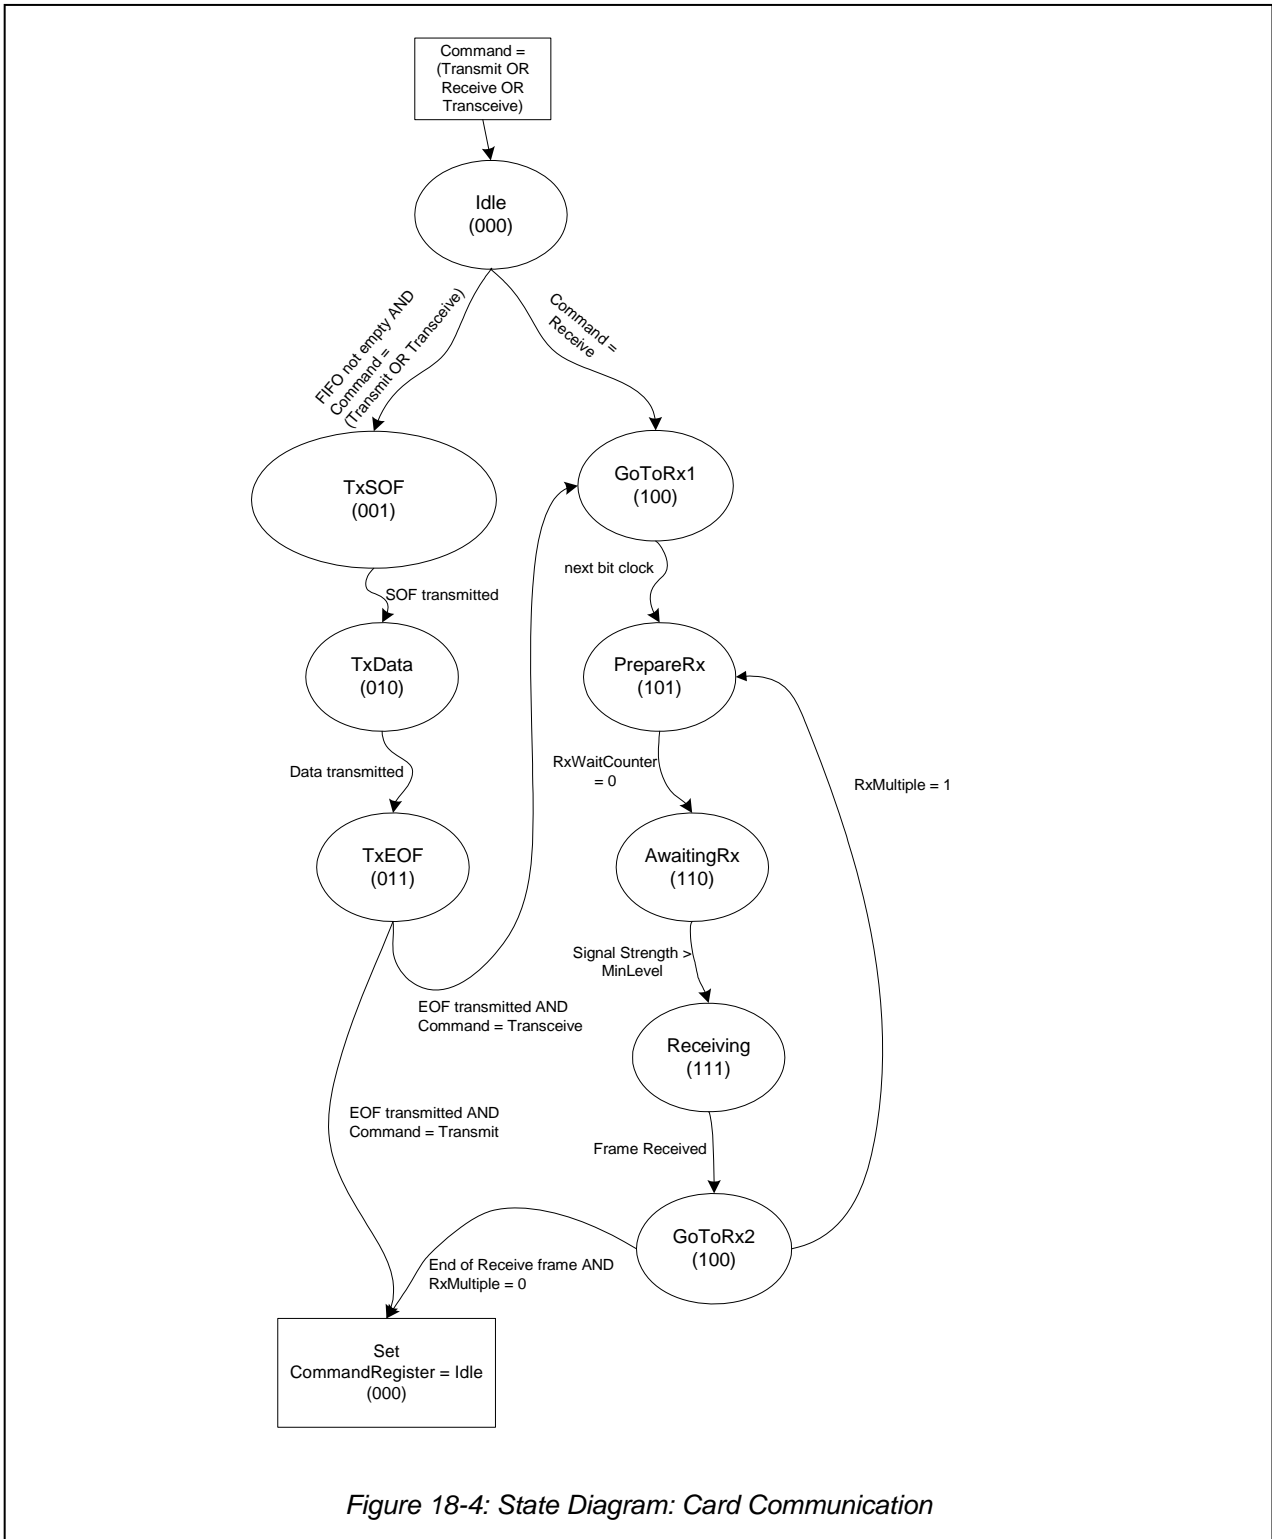 Command =
(Transmit OR
Receive OR
Transceive)
Idle
(000)
FIFO not empty AND
Command =
(Transmit OR Transceive)
Command =
Receive
TxSOF
(001)
GoToRx1
(100)
SOF transmitted
next bit clock
TxData
(010)
PrepareRx
(101)
Data transmitted
RxWaitCounter
= 0
RxMultiple = 1
TxEOF
(011)
AwaitingRx
(110)
Signal Strength >
MinLevel
EOF transmitted AND
Command = Transceive
Receiving
(111)
EOF transmitted AND
Command = Transmit
Frame Received
GoToRx2
(100)
End of Receive frame AND
RxMultiple = 0
Set
CommandRegister = Idle
(000)
Figure 18-4: State Diagram: Card Communication